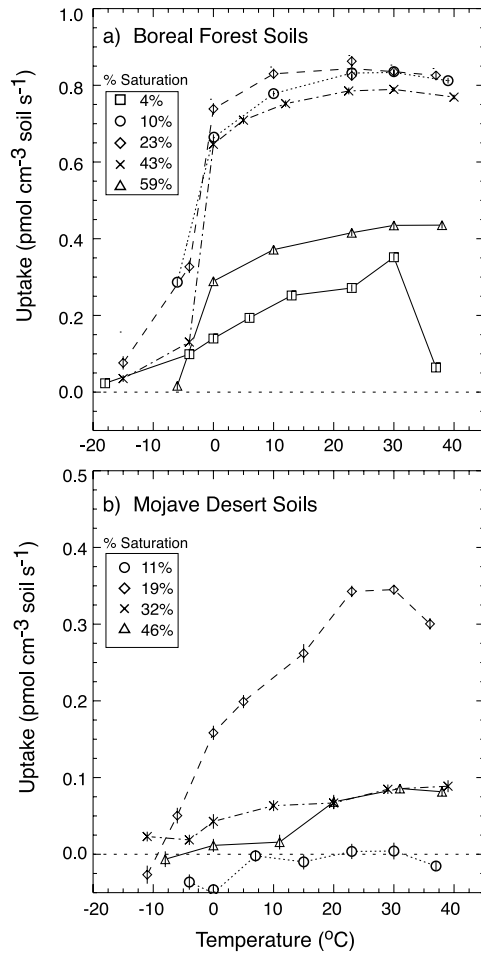 a) Boreal Forest Soils
% Saturation
4%
10%
23%
43%
59%
Uptake (pmol cm⁻³ soil s⁻¹)
1.0
0.8
0.6
0.4
0.2
0.0
-20 -10 0 10 20 30 40
b) Mojave Desert Soils
% Saturation
11%
19%
32%
46%
Uptake (pmol cm⁻³ soil s⁻¹)
0.5
0.4
0.3
0.2
0.1
0.0
-20 -10 0 10 20 30 40
Temperature (°C)